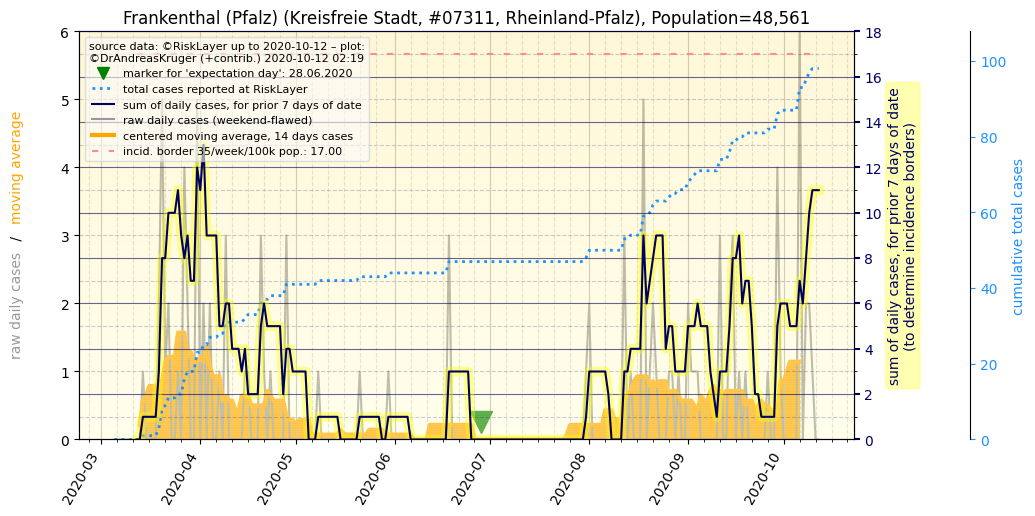 Frankenthal (Pfalz) (Kreisfreie Stadt, #07311, Rheinland-Pfalz), Population=48,561
source data: ©RiskLayer up to 2020-10-12 – plot:
©DrAndreasKruger (+contrib.) 2020-10-12 02:19
marker for 'expectation day': 28.06.2020
total cases reported at RiskLayer
sum of daily cases, for prior 7 days of date
raw daily cases (weekend-flawed)
centered moving average, 14 days cases
incid. border 35/week/100k pop.: 17.00
raw daily cases / moving average
6
5
4
3
2
1
0
18
16
14
12
10
8
6
4
2
0
sum of daily cases, for prior 7 days of date
(to determine incidence borders)
100
80
60
40
20
0
cumulative total cases
2020-03
2020-04
2020-05
2020-06
2020-07
2020-08
2020-09
2020-10